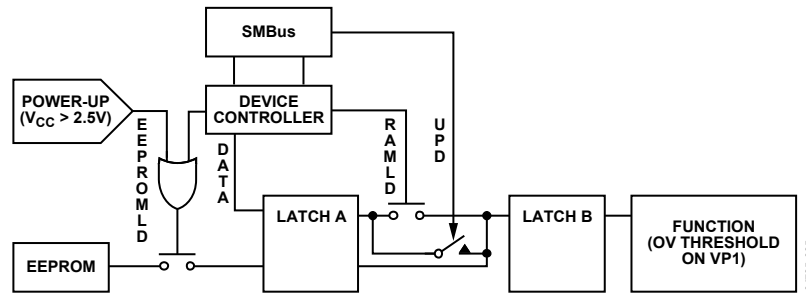 SMBus
POWER-UP
(VCC > 2.5V)
EEPROMLD
DEVICE
CONTROLLER
DATA
RAMLD
UPD
EEPROM
LATCH A
LATCH B
FUNCTION
(OV THRESHOLD
ON VP1)